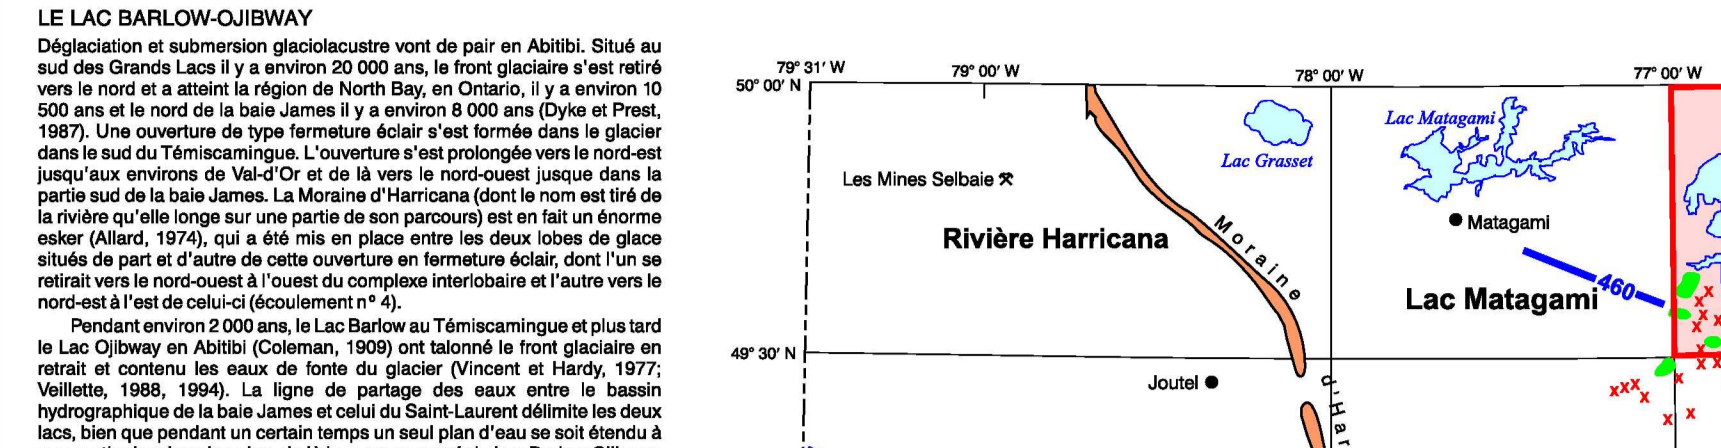 LE LAC BARLOW-OJIBWAY
Déglaciation et submersion glaciolacustre vont de pair en Abitibi. Situé au
sud des Grands Lacs il y a environ 20 000 ans, le front glaciaire s'est retiré
vers le nord et a atteint la région de North Bay, en Ontario, il y a environ 10
500 ans et le nord de la baie James il y a environ 8 000 ans (Dyke et Prest,
1987). Une ouverture de type fermeture éclair s'est formée dans le glacier
dans le sud du Témiscamingue. L'ouverture s'est prolongée vers le nord-est
jusqu'aux environs de Val-d'Or et de là vers le nord-ouest jusque dans la
partie sud de la baie James. La Moraine d'Harricana (dont le nom est tiré de
la rivière qu'elle longe sur une partie de son parcours) est en fait un énorme
esker (Allard, 1974), qui a été mis en place entre les deux lobes de glace
situés de part et d'autre de cette ouverture en fermeture éclair, dont l'un se
retirait vers le nord-ouest à l'ouest du complexe interlobaire et l'autre vers le
nord-est à l'est de celui-ci (écoulement nº 4).
Pendant environ 2 000 ans, le Lac Barlow au Témiscamingue et plus tard
le Lac Ojibway en Abitibi (Coleman, 1909) ont talonné le front glaciaire en
retrait et contenu les eaux de fonte du glacier (Vincent et Hardy, 1977;
Veillette, 1988, 1994). La ligne de partage des eaux entre le bassin
hydrographique de la baie James et celui du Saint-Laurent délimite les deux
lacs, bien que pendant un certain temps un seul plan d'eau se soit étendu à
79° 31' W
79° 00' W
78° 00' W
77° 00' W
50° 00' N
Lac Grasset
Lac Matagami
Les Mines Selbaie
Matagami
Rivière Harricana
Moraine
460
Lac Matagami
49° 30' N
Joutel
d'Har